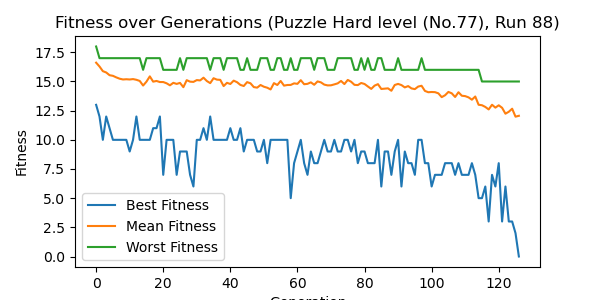 Fitness over Generations (Puzzle Hard level (No.77), Run 88)
17.5
15.0
12.5
10.0
7.5
5.0
2.5
0.0
Fitness
Best Fitness
Mean Fitness
Worst Fitness
0 20 40 60 80 100 120
Generation